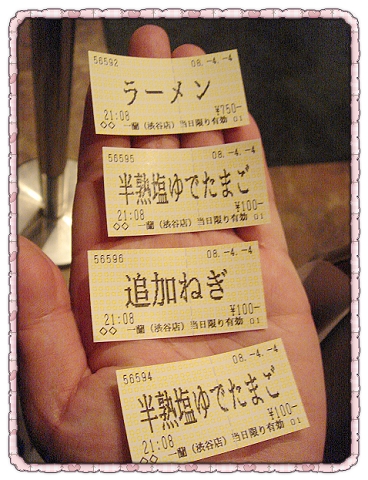 56592 08.-4.-4
ラーメン
21:08 ¥750-
◇◇ 一蘭（渋谷店）当日限り有効 01
56595 08.-4.-4
半熟塩ゆでたまご
21:08 ¥100-
◇◇ 一蘭（渋谷店）当日限り有効 01
56596 08.-4.-4
追加ねぎ
21:08 ¥100-
◇◇ 一蘭（渋谷店）当日限り有効 01
56594 08.-4.-4
半熟塩ゆでたまご
21:08 ¥100-
◇◇ 一蘭（渋谷店）当日限り有効 01